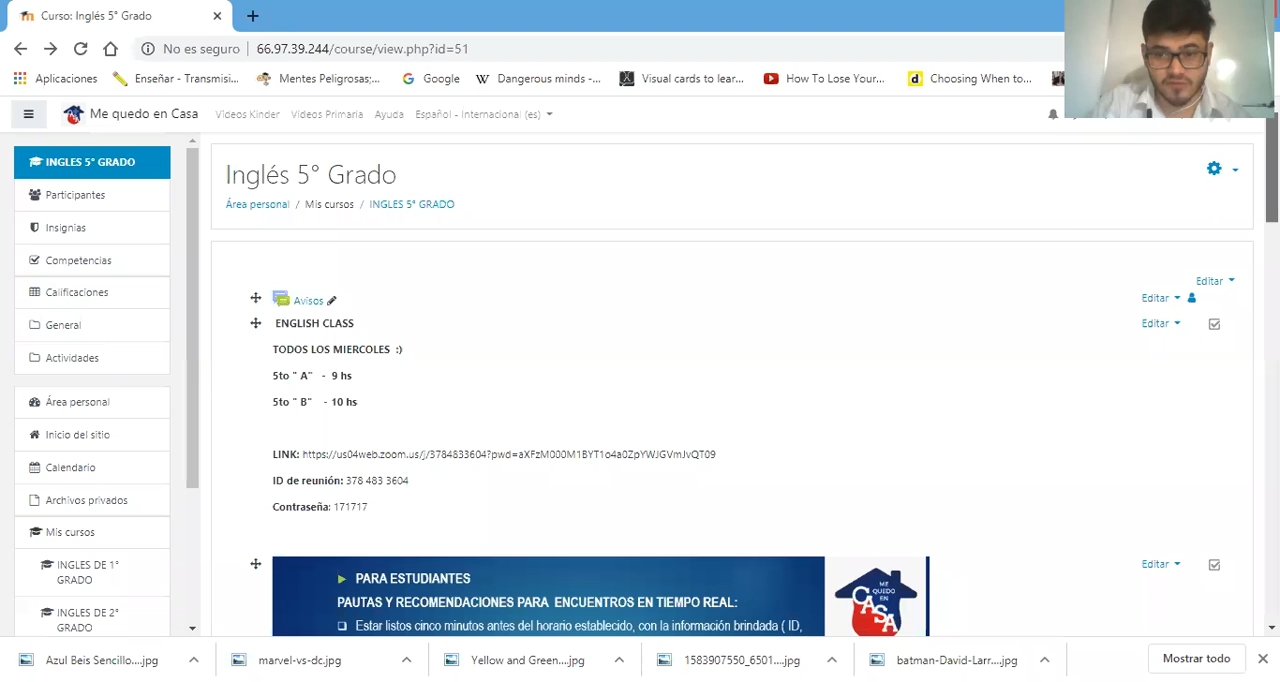 Curso: Inglés 5° Grado
No es seguro | 66.97.39.244/course/view.php?id=51
Aplicaciones Enseñar - Transmisi... Mentes Peligrosas;... Google Dangerous minds -... Visual cards to lear... How To Lose Your... Choosing When to...
Me quedo en Casa Vídeos Kinder Vídeos Primaria Ayuda Español - Internacional (es)
INGLES 5° GRADO
Participantes
Insignias
Competencias
Calificaciones
General
Actividades
Área personal
Inicio del sitio
Calendario
Archivos privados
Mis cursos
INGLES DE 1°
GRADO
INGLES DE 2°
GRADO
Inglés 5° Grado
Área personal / Mis cursos / INGLES 5° GRADO
Editar
Avisos Editar
ENGLISH CLASS Editar
TODOS LOS MIERCOLES :)
5to " A" - 9 hs
5to " B" - 10 hs
LINK: https://us04web.zoom.us/j/3784833604?pwd=aXFzM000M1BYT1o4a0ZpYWJGVmJvQT09
ID de reunión: 378 483 3604
Contraseña: 171717
Editar
PARA ESTUDIANTES
PAUTAS Y RECOMENDACIONES PARA ENCUENTROS EN TIEMPO REAL:
Estar listos cinco minutos antes del horario establecido, con la información brindada ( ID,
ME
QUEDO
EN
CASA
Azul Beis Sencillo....jpg marvel-vs-dc.jpg Yellow and Green....jpg 1583907550_6501....jpg batman-David-Larr....jpg Mostrar todo